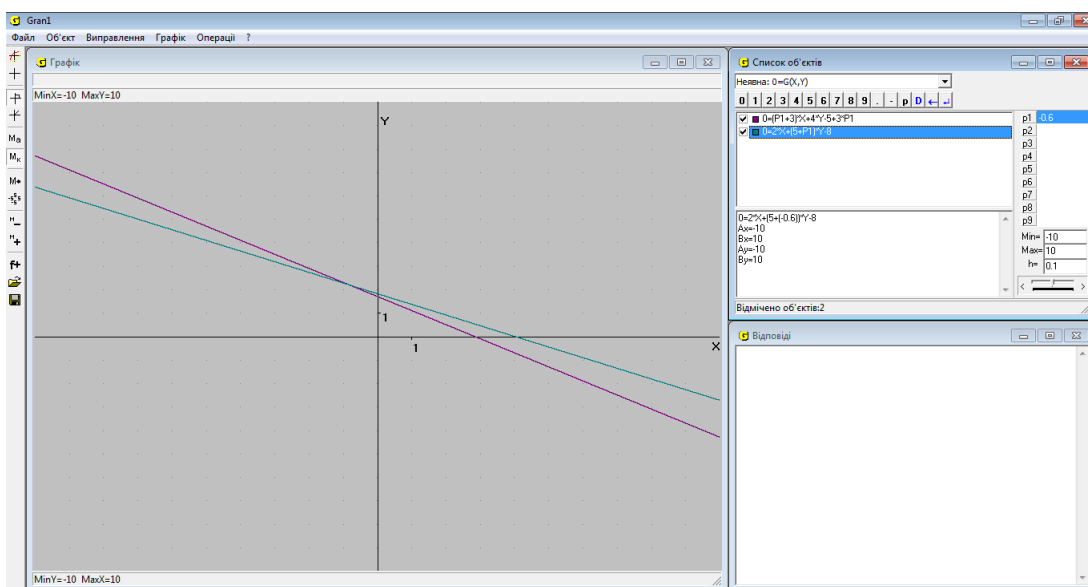 Gran1
Файл Об'єкт Виправлення Графік Операції ?
Графік
MinX=-10 MaxY=10
Y
1
1
X
MinY=-10 MaxX=10
Список об'єктів
Неявна: 0=G(X,Y)
0 1 2 3 4 5 6 7 8 9 . - p D ← ↲
0=(P1+3)*X+4*Y-5+3*P1
0=2*X+(5+P1)*Y-8
p1 -0.6
p2
p3
p4
p5
p6
p7
p8
p9
0=2*X+(5+(-0.6))*Y-8
Ax=-10
Bx=10
Ay=-10
By=10
Min= -10
Max= 10
h= 0.1
Відмічено об'єктів:2
Відповіді